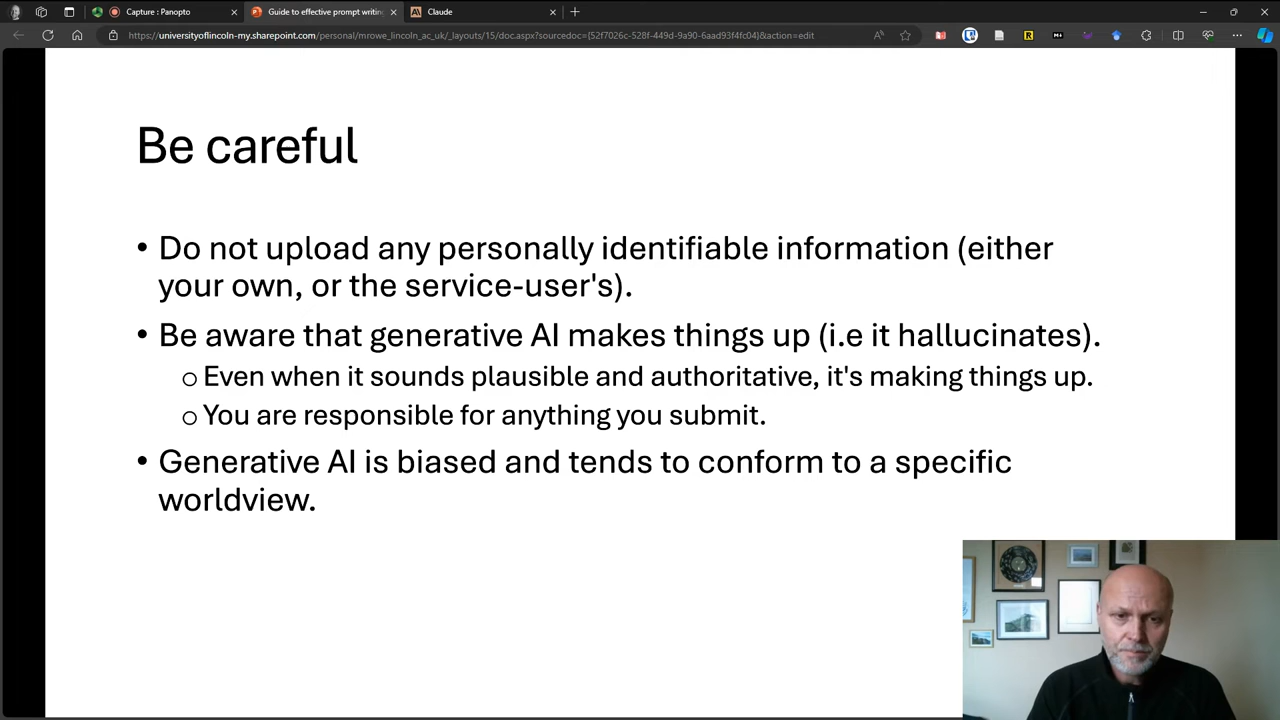 Capture : Panopto
Guide to effective prompt writing
Claude
https://universityoflincoln-my.sharepoint.com/personal/mrowe_lincoln_ac_uk/_layouts/15/doc.aspx?sourcedoc={52f7026c-528f-449d-9a90-6aad93f4fc04}&action=edit
Be careful
• Do not upload any personally identifiable information (either
your own, or the service-user's).
• Be aware that generative AI makes things up (i.e it hallucinates).
o Even when it sounds plausible and authoritative, it's making things up.
o You are responsible for anything you submit.
• Generative AI is biased and tends to conform to a specific
worldview.